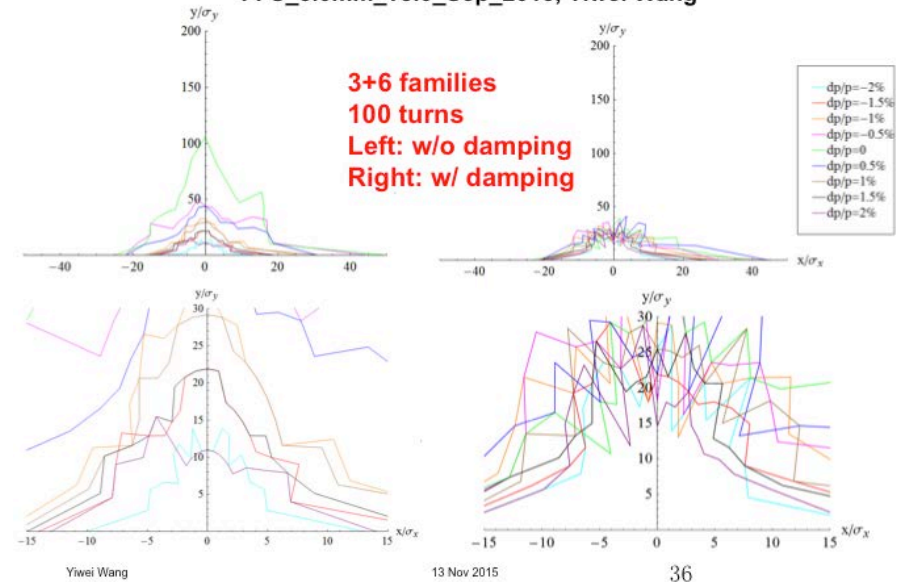 y/σy
200
150
100
50
−40
−20
0
20
40
3+6 families
100 turns
Left: w/o damping
Right: w/ damping
y/σy
200
150
100
50
−40
−20
0
20
40
x/σx
dp/p=−2%
dp/p=−1.5%
dp/p=−1%
dp/p=−0.5%
dp/p=0
dp/p=0.5%
dp/p=1%
dp/p=1.5%
dp/p=2%
y/σy
30
25
20
15
10
5
−15
−10
−5
0
5
10
15
x/σx
y/σy
30
25
20
15
10
5
−15
−10
−5
0
5
10
15
x/σx
Yiwei Wang
13 Nov 2015
36